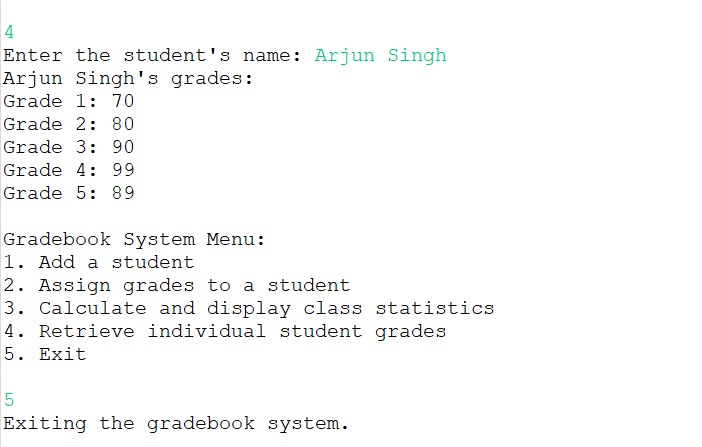 4
Enter the student's name: Arjun Singh
Arjun Singh's grades:
Grade 1: 70
Grade 2: 80
Grade 3: 90
Grade 4: 99
Grade 5: 89
Gradebook System Menu:
1. Add a student
2. Assign grades to a student
3. Calculate and display class statistics
4. Retrieve individual student grades
5. Exit
5
Exiting the gradebook system.